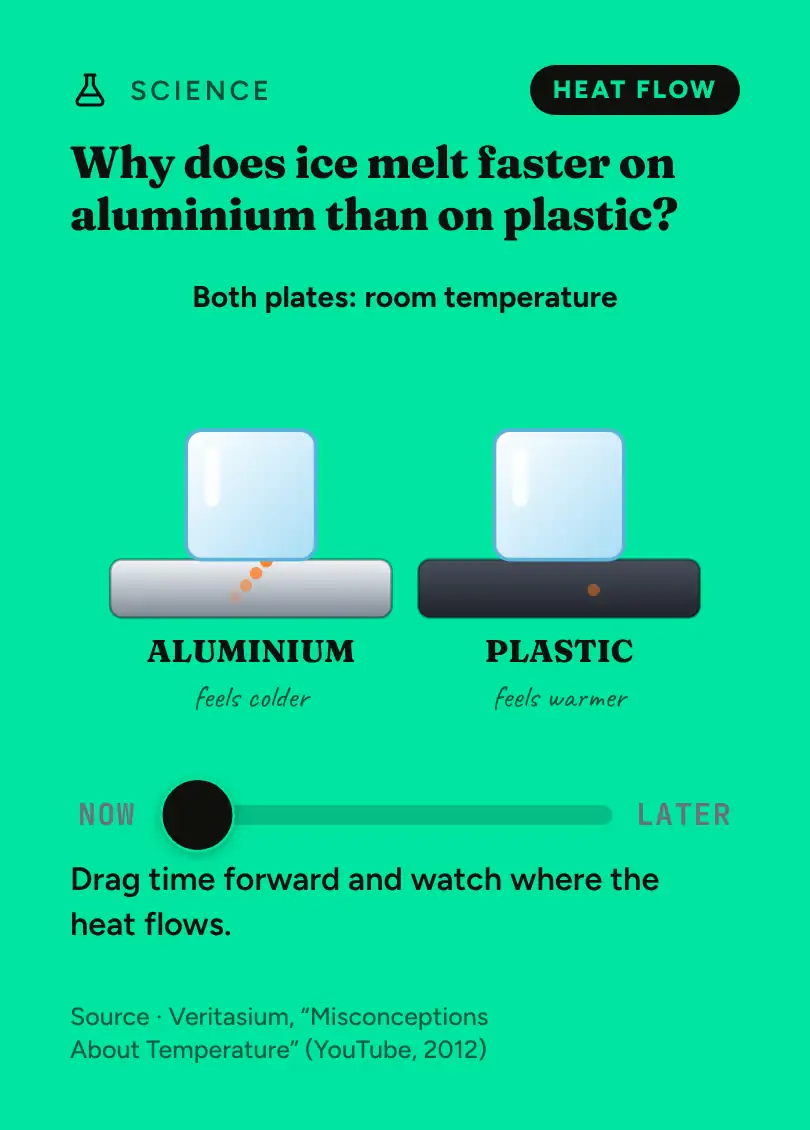 SCIENCE
HEAT FLOW
Why does ice melt faster on
aluminium than on plastic?
Both plates: room temperature
ALUMINIUM
PLASTIC
feels colder
feels warmer
NOW
LATER
Drag time forward and watch where the
heat flows.
Source · Veritasium, “Misconceptions
About Temperature” (YouTube, 2012)